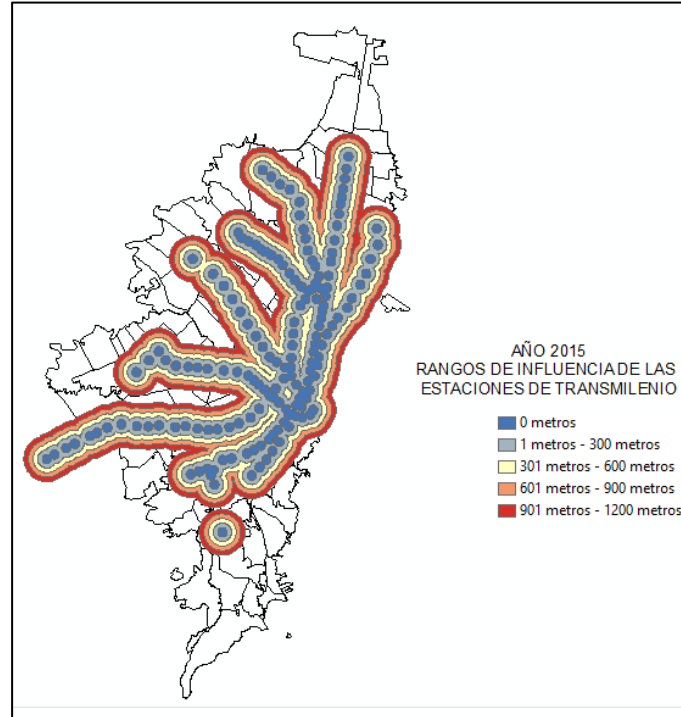 AÑO 2015
RANGOS DE INFLUENCIA DE LAS
ESTACIONES DE TRANSMILENIO
0 metros
1 metros - 300 metros
301 metros - 600 metros
601 metros - 900 metros
901 metros - 1200 metros